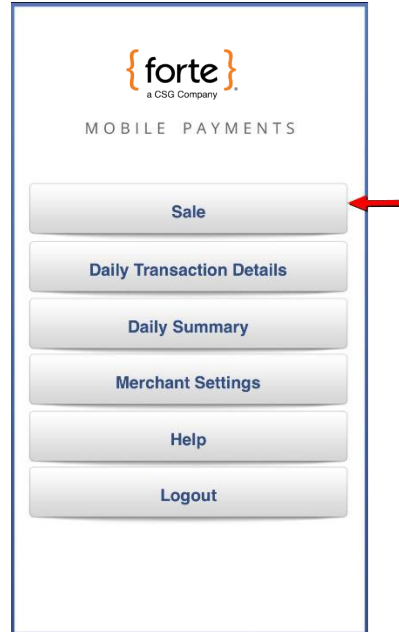 { forte }.
a CSG Company
MOBILE PAYMENTS
Sale
Daily Transaction Details
Daily Summary
Merchant Settings
Help
Logout